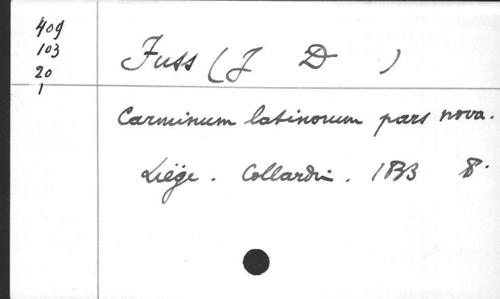 409
103
20
1
Fuss (J D )
Carminum latinorum pars nova.
Liège. Collardin. 1833 8.